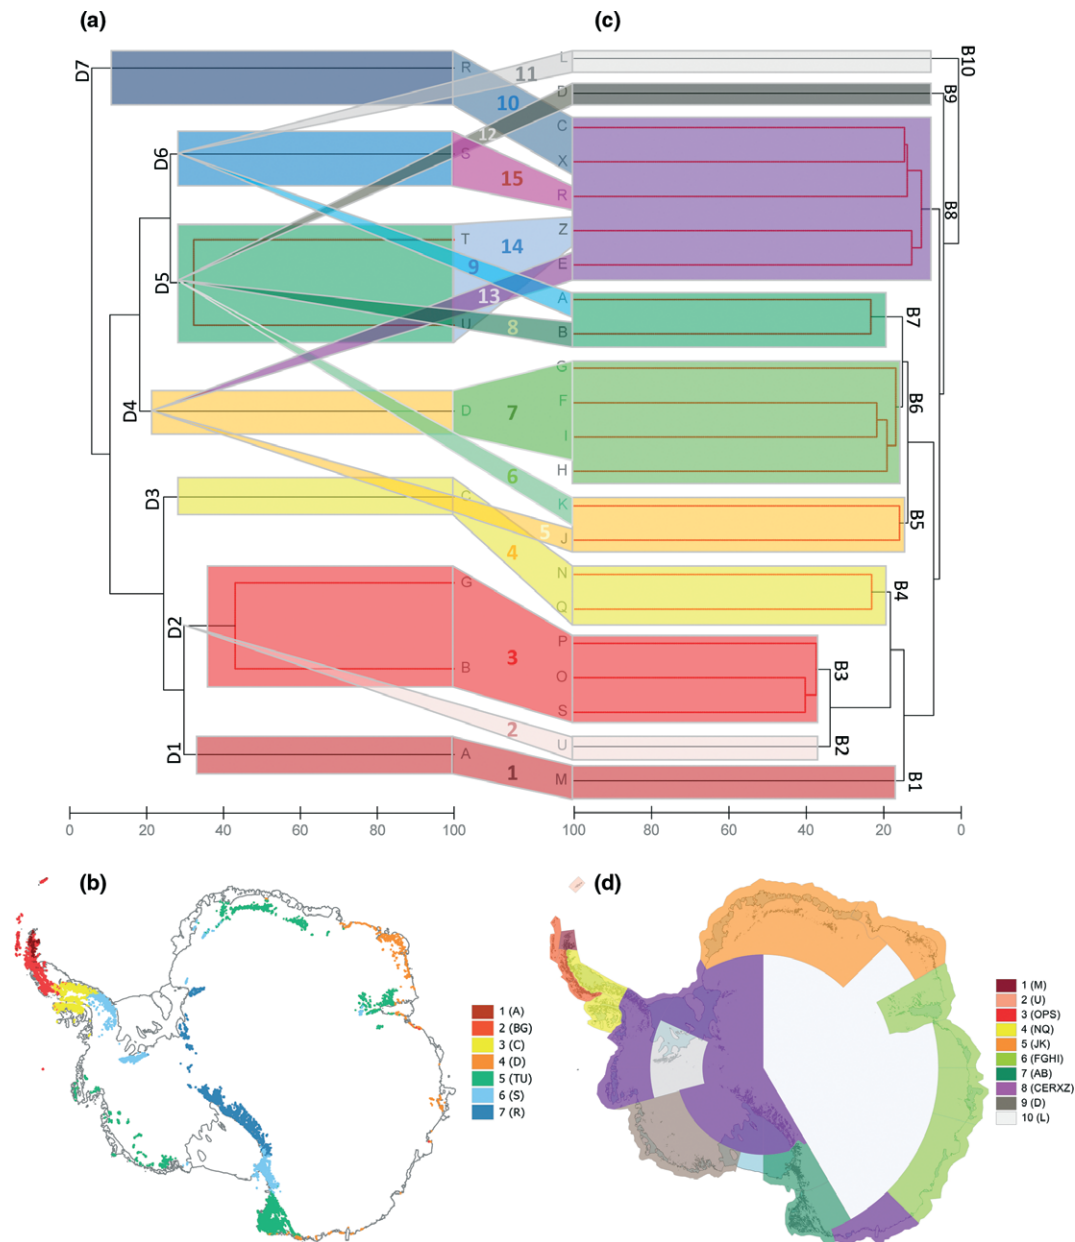 (a)
(c)
D7
D6
D5
D4
D3
D2
D1
R
S
T
U
D
C
G
B
A
11
10
12
15
14
9
13
8
7
6
5
4
3
2
1
L
D
C
X
R
Z
E
A
B
G
F
I
H
K
J
N
Q
P
O
S
U
M
B10
B9
B8
B7
B6
B5
B4
B3
B2
B1
0 20 40 60 80 100
100 80 60 40 20 0
(b)
1 (A)
2 (BG)
3 (C)
4 (D)
5 (TU)
6 (S)
7 (R)
(d)
1 (M)
2 (U)
3 (OPS)
4 (NQ)
5 (JK)
6 (FGHI)
7 (AB)
8 (CERXZ)
9 (D)
10 (L)